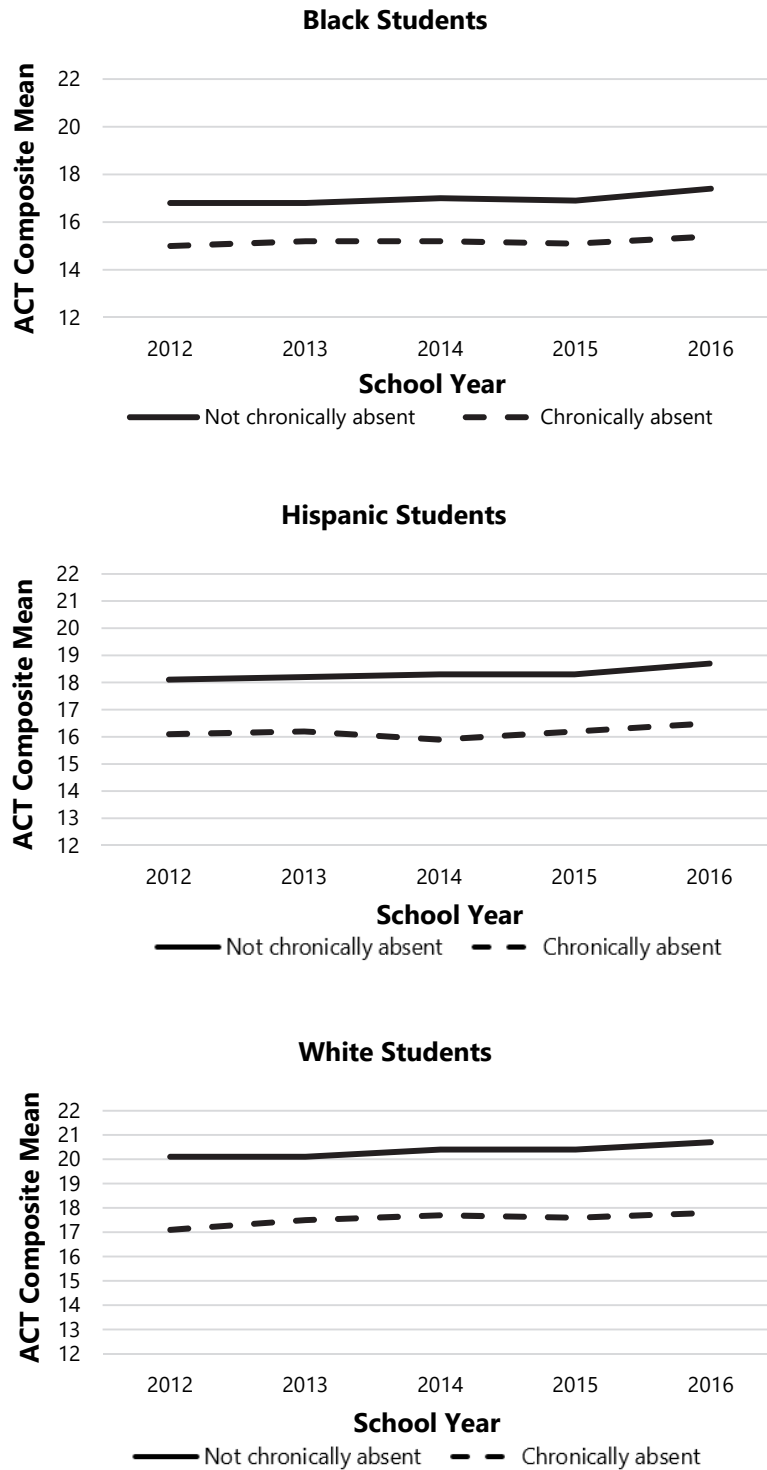 Black Students
ACT Composite Mean
22
20
18
16
14
12
2012 2013 2014 2015 2016
School Year
Not chronically absent Chronically absent
Hispanic Students
ACT Composite Mean
22
21
20
19
18
17
16
15
14
13
12
2012 2013 2014 2015 2016
School Year
Not chronically absent Chronically absent
White Students
ACT Composite Mean
22
21
20
19
18
17
16
15
14
13
12
2012 2013 2014 2015 2016
School Year
Not chronically absent Chronically absent